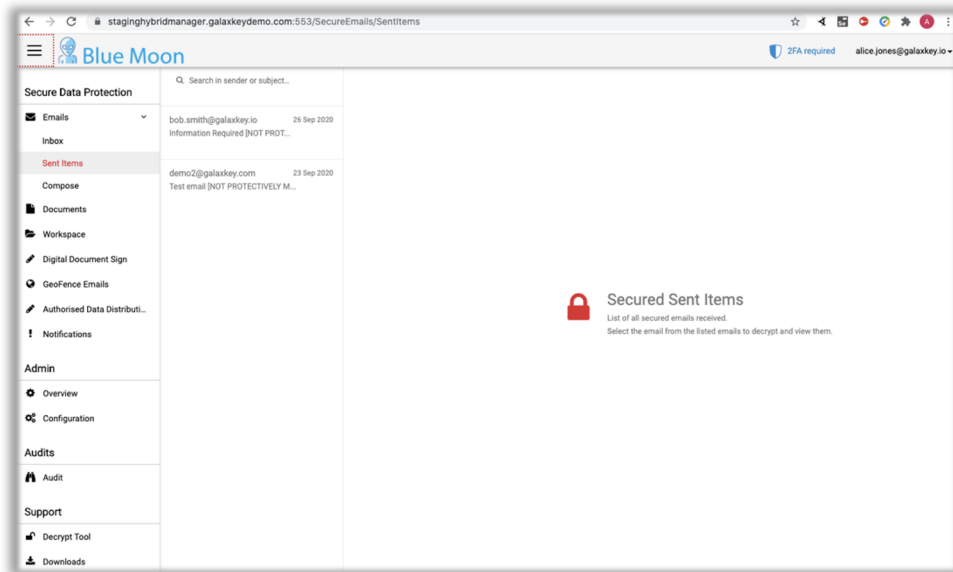 staginghybridmanager.galaxkeydemo.com:553/SecureEmails/SentItems
Blue Moon
2FA required
alice.jones@galaxkey.io
Secure Data Protection
Emails
Inbox
Sent Items
Compose
Documents
Workspace
Digital Document Sign
GeoFence Emails
Authorised Data Distributi...
Notifications
Admin
Overview
Configuration
Audits
Audit
Support
Decrypt Tool
Downloads
Search in sender or subject...
bob.smith@galaxkey.io 26 Sep 2020
Information Required [NOT PROT...
demo2@galaxkey.com 23 Sep 2020
Test email [NOT PROTECTIVELY M...
Secured Sent Items
List of all secured emails received.
Select the email from the listed emails to decrypt and view them.
A